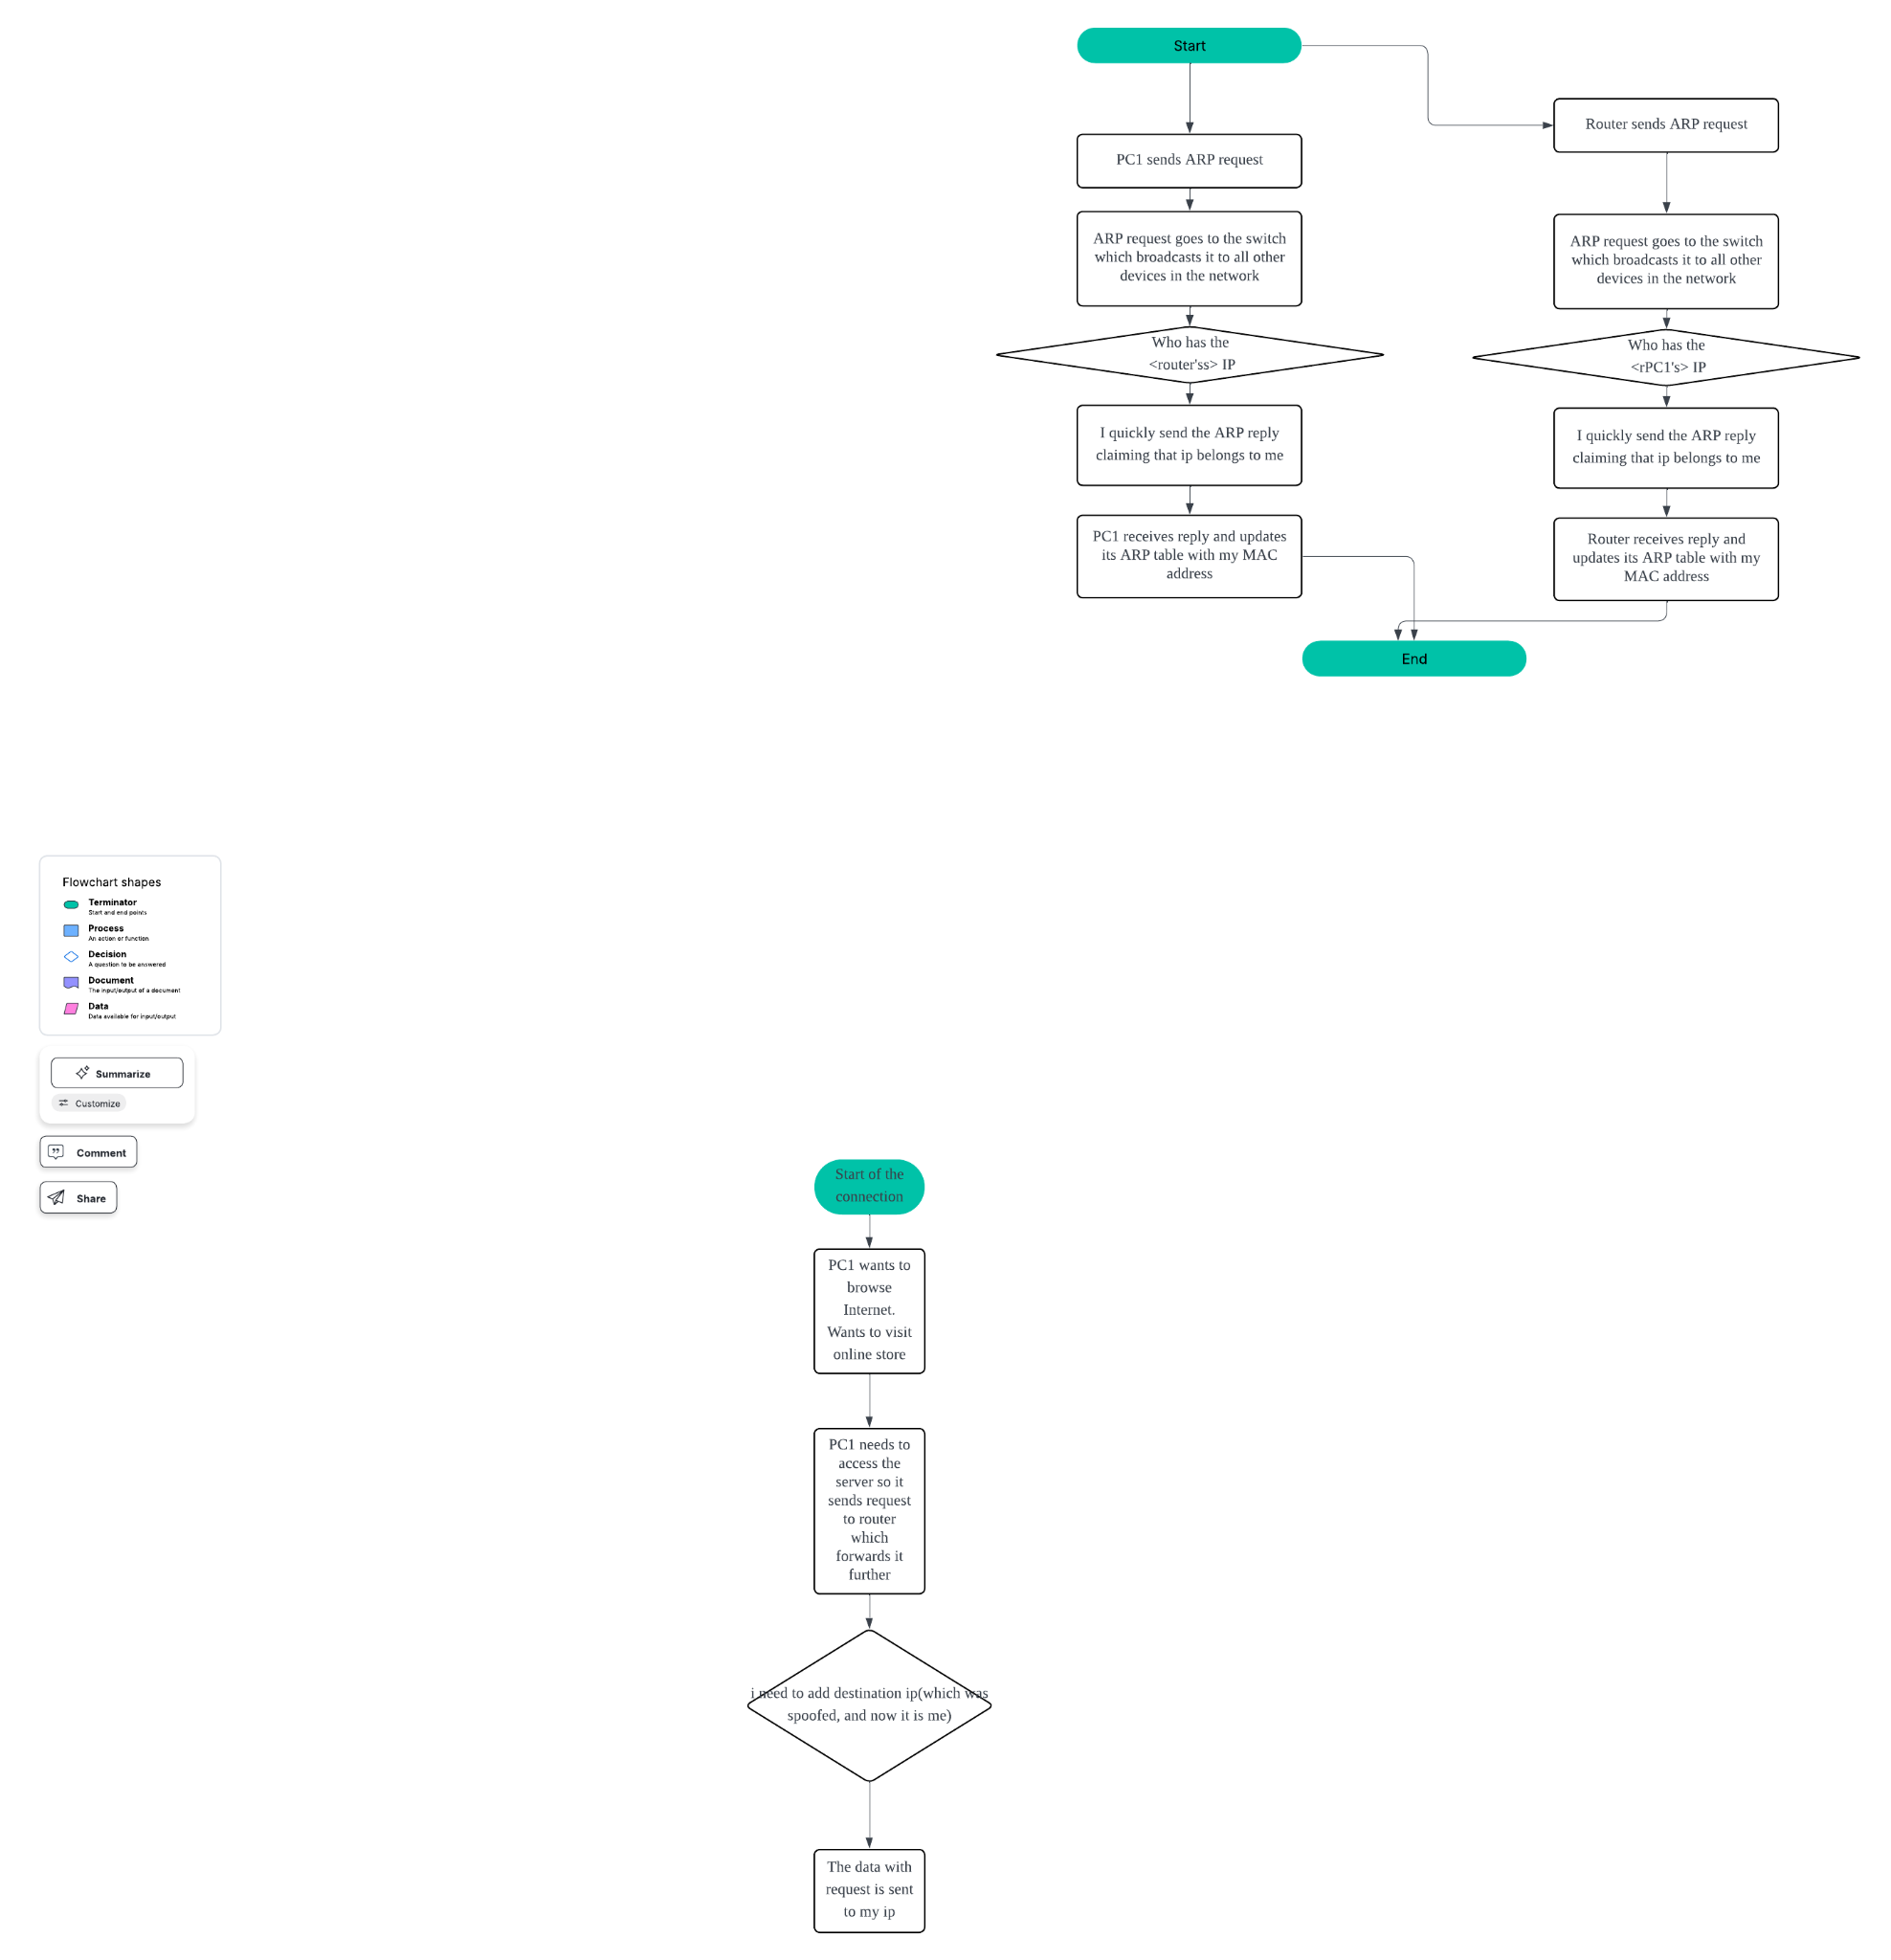 Start
PC1 sends ARP request
ARP request goes to the switch
which broadcasts it to all other
devices in the network
Who has the
<router'ss> IP
I quickly send the ARP reply
claiming that ip belongs to me
PC1 receives reply and updates
its ARP table with my MAC
address
Router sends ARP request
ARP request goes to the switch
which broadcasts it to all other
devices in the network
Who has the
<rPC1's> IP
I quickly send the ARP reply
claiming that ip belongs to me
Router receives reply and
updates its ARP table with my
MAC address
End
Flowchart shapes
Terminator
Start and end points
Process
An action or function
Decision
A question to be answered
Document
The input/output of a document
Data
Data available for input/output
Summarize
Customize
Comment
Share
Start of the
connection
PC1 wants to
browse
Internet.
Wants to visit
online store
PC1 needs to
access the
server so it
sends request
to router
which
forwards it
further
i need to add destination ip(which was
spoofed, and now it is me)
The data with
request is sent
to my ip